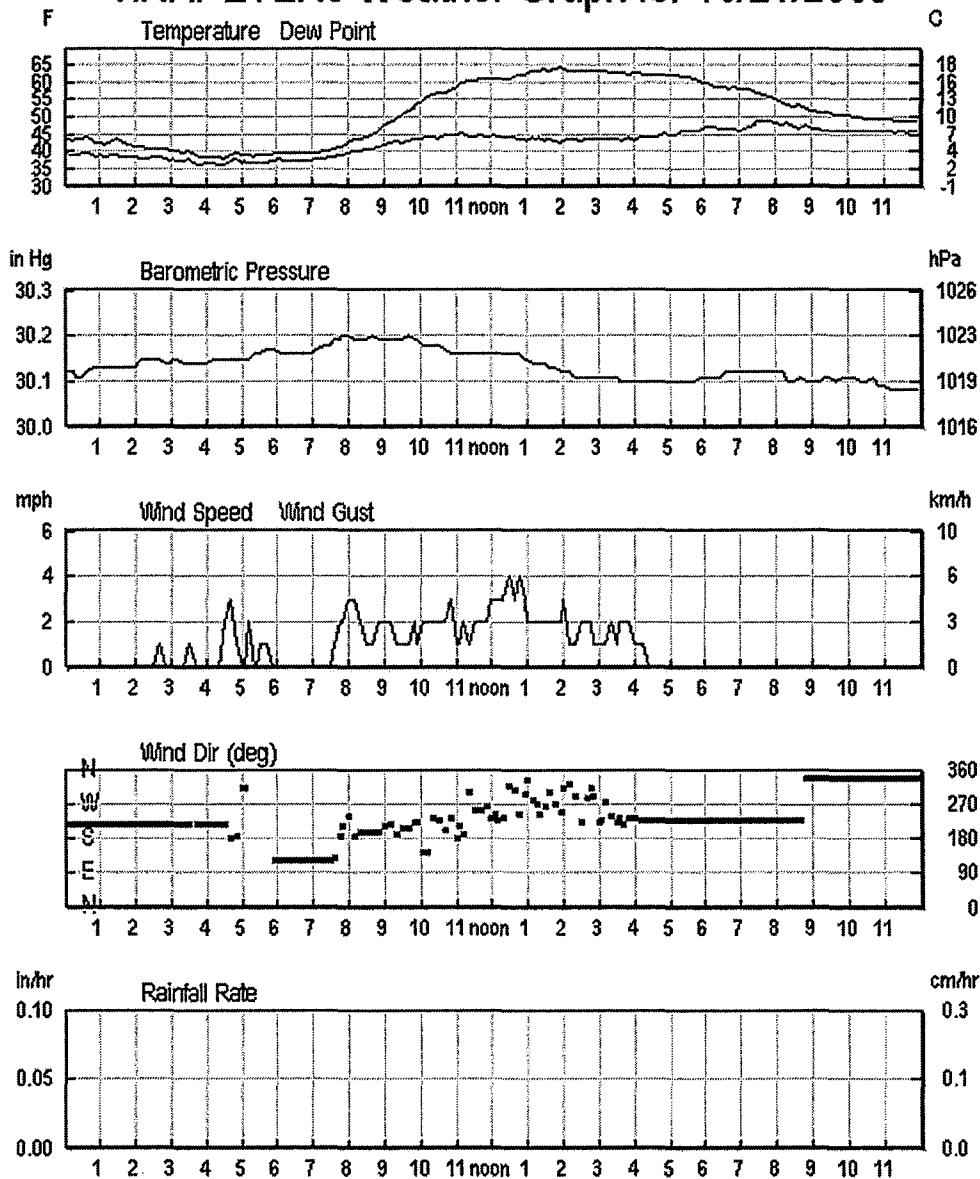 Weather Graph for
F Temperature Dew Point C
65 18
60 16
55 13
50 10
45 7
40 4
35 2
30 -1
1 2 3 4 5 6 7 8 9 10 11 noon 1 2 3 4 5 6 7 8 9 10 11
in Hg Barometric Pressure hPa
30.3 1026
30.2 1023
30.1 1019
30.0 1016
1 2 3 4 5 6 7 8 9 10 11 noon 1 2 3 4 5 6 7 8 9 10 11
mph Wind Speed Wind Gust km/h
6 10
4 6
2 3
0 0
1 2 3 4 5 6 7 8 9 10 11 noon 1 2 3 4 5 6 7 8 9 10 11
Wind Dir (deg)
N 360
W 270
S 180
E 90
N 0
1 2 3 4 5 6 7 8 9 10 11 noon 1 2 3 4 5 6 7 8 9 10 11
in/hr Rainfall Rate cm/hr
0.10 0.3
0.05 0.1
0.00 0.0
1 2 3 4 5 6 7 8 9 10 11 noon 1 2 3 4 5 6 7 8 9 10 11